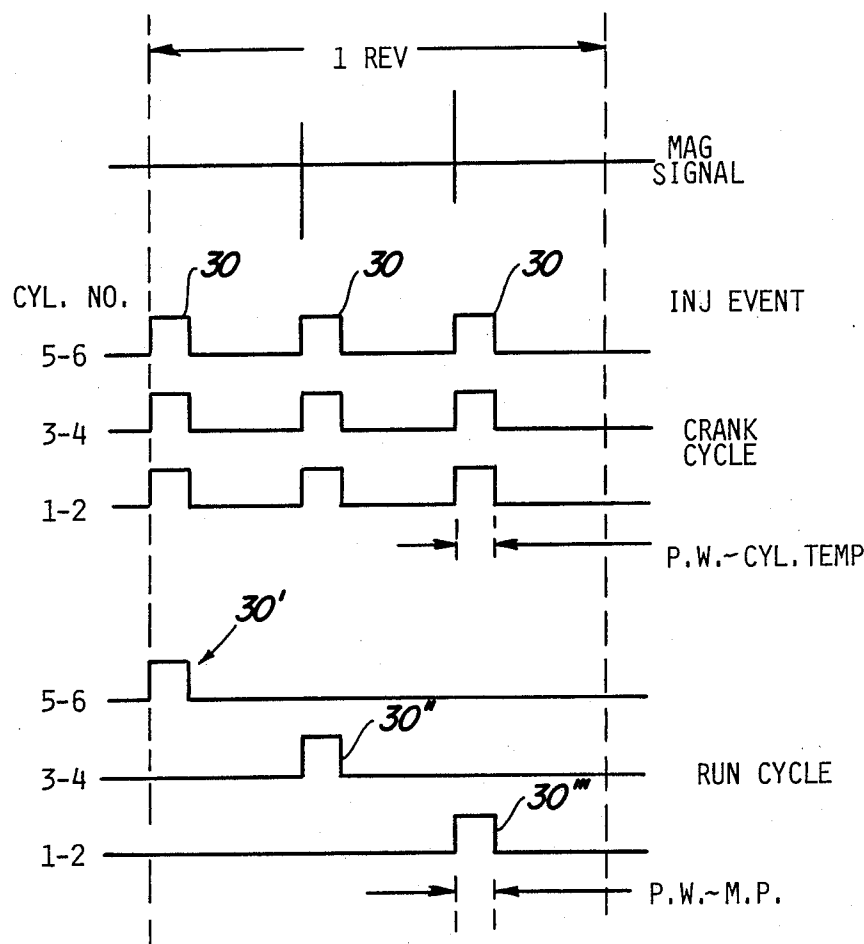 1 REV
MAG
SIGNAL
30 30 30
CYL. NO.
INJ EVENT
5-6
3-4
CRANK
CYCLE
1-2
P.W.~CYL.TEMP
30'
5-6
30"
3-4
RUN CYCLE
30"'
1-2
P.W.~M.P.